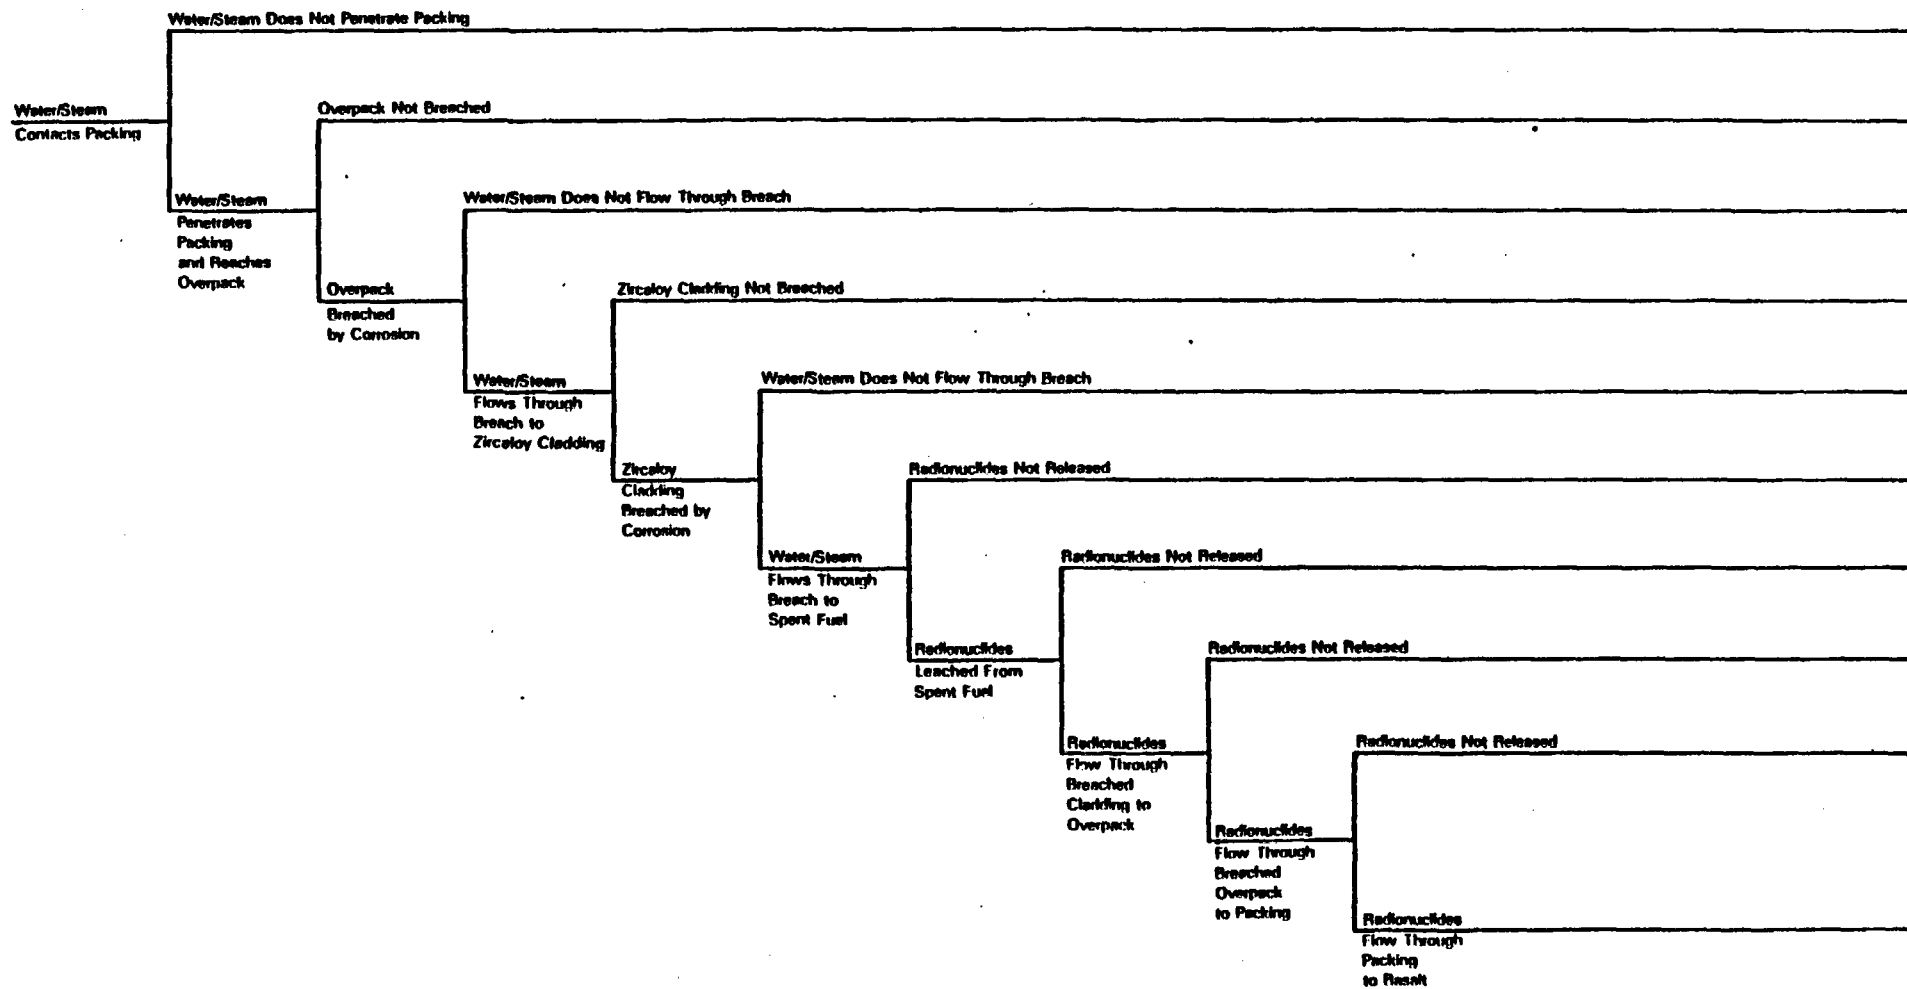 Water/Steam Does Not Penetrate Packing
Water/Steam
Contacts Packing
Overpack Not Breached
Water/Steam
Penetrates
Packing
and Reaches
Overpack
Water/Steam Does Not Flow Through Breach
Overpack
Breached
by Corrosion
Zircaloy Cladding Not Breached
Water/Steam
Flows Through
Breach to
Zircaloy Cladding
Water/Steam Does Not Flow Through Breach
Zircaloy
Cladding
Breached by
Corrosion
Radionuclides Not Released
Water/Steam
Flows Through
Breach to
Spent Fuel
Radionuclides Not Released
Radionuclides
Leached From
Spent Fuel
Radionuclides Not Released
Radionuclides
Flow Through
Breached
Cladding to
Overpack
Radionuclides Not Released
Radionuclides
Flow Through
Breached
Overpack
to Packing
Radionuclides
Flow Through
Packing
to Basalt